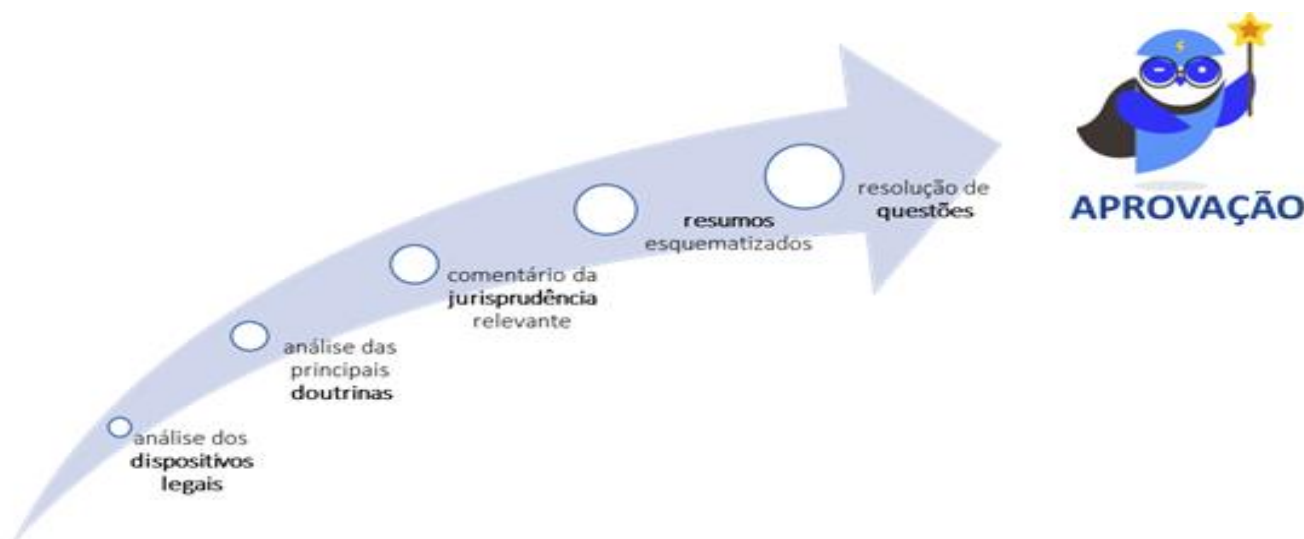 análise dos
dispositivos
legais
análise das
principais
doutrinas
comentário da
jurisprudência
relevante
resumos
esquematizados
resolução de
questões
APROVAÇÃO